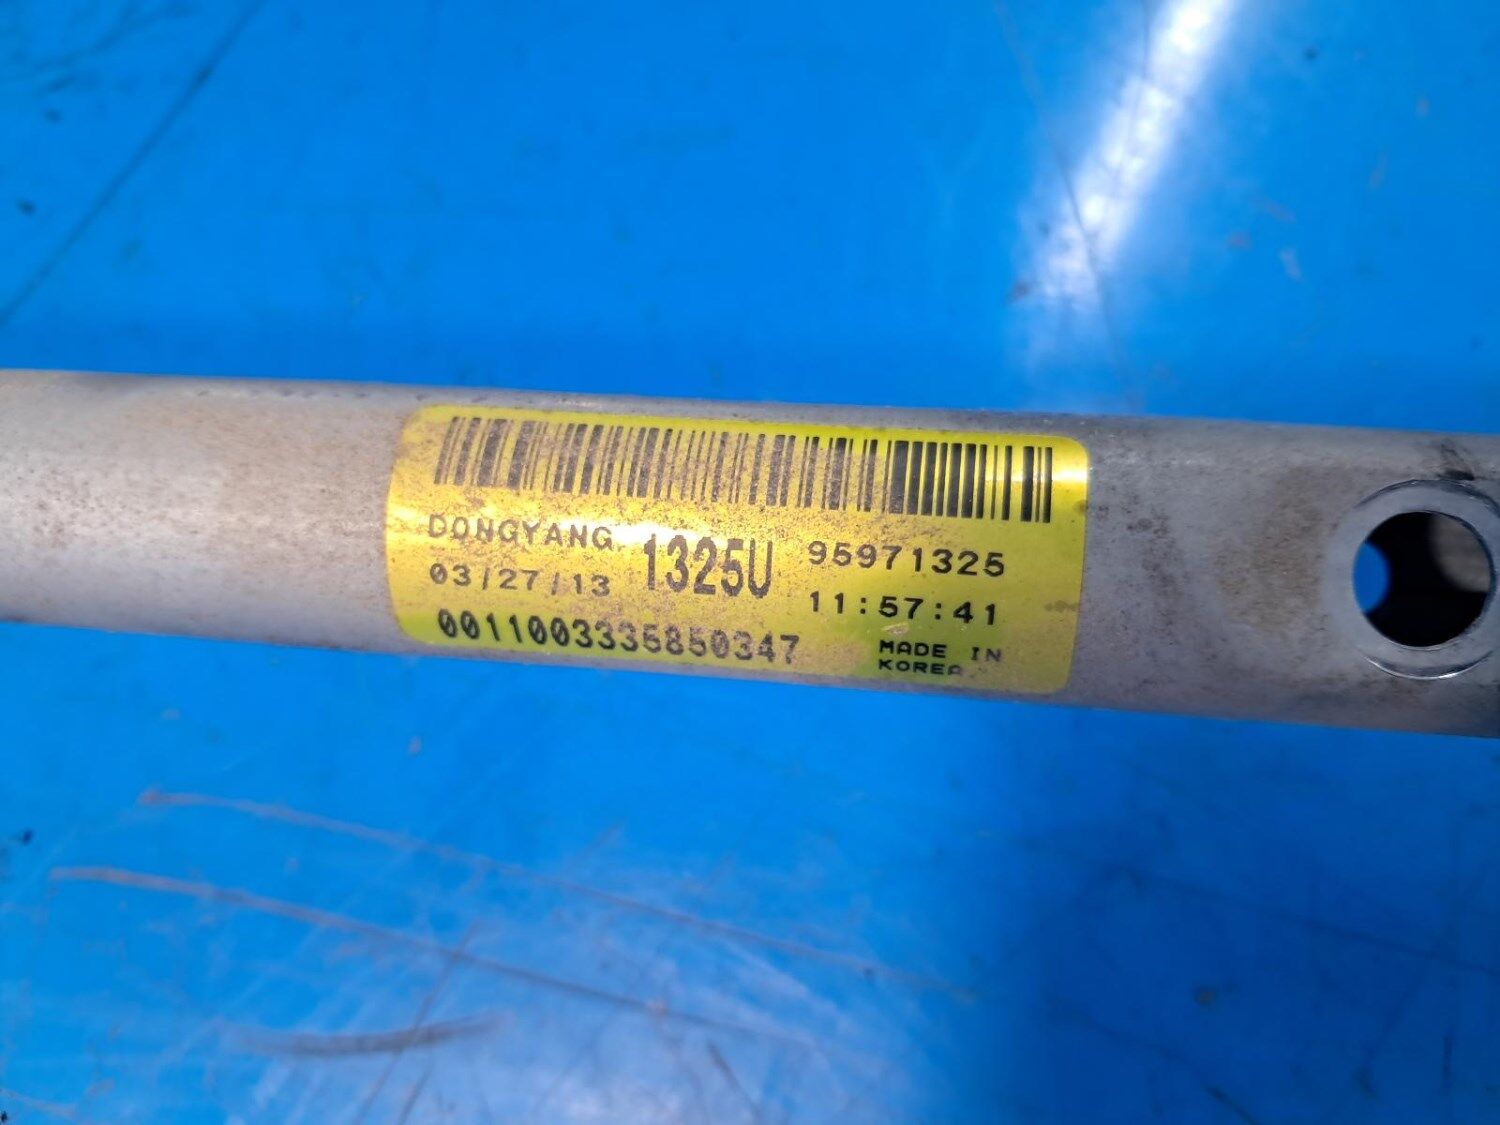 DONGYANG 1325U 95971325
03/27/13 11:57:41
0011003335850347 MADE IN
KOREA